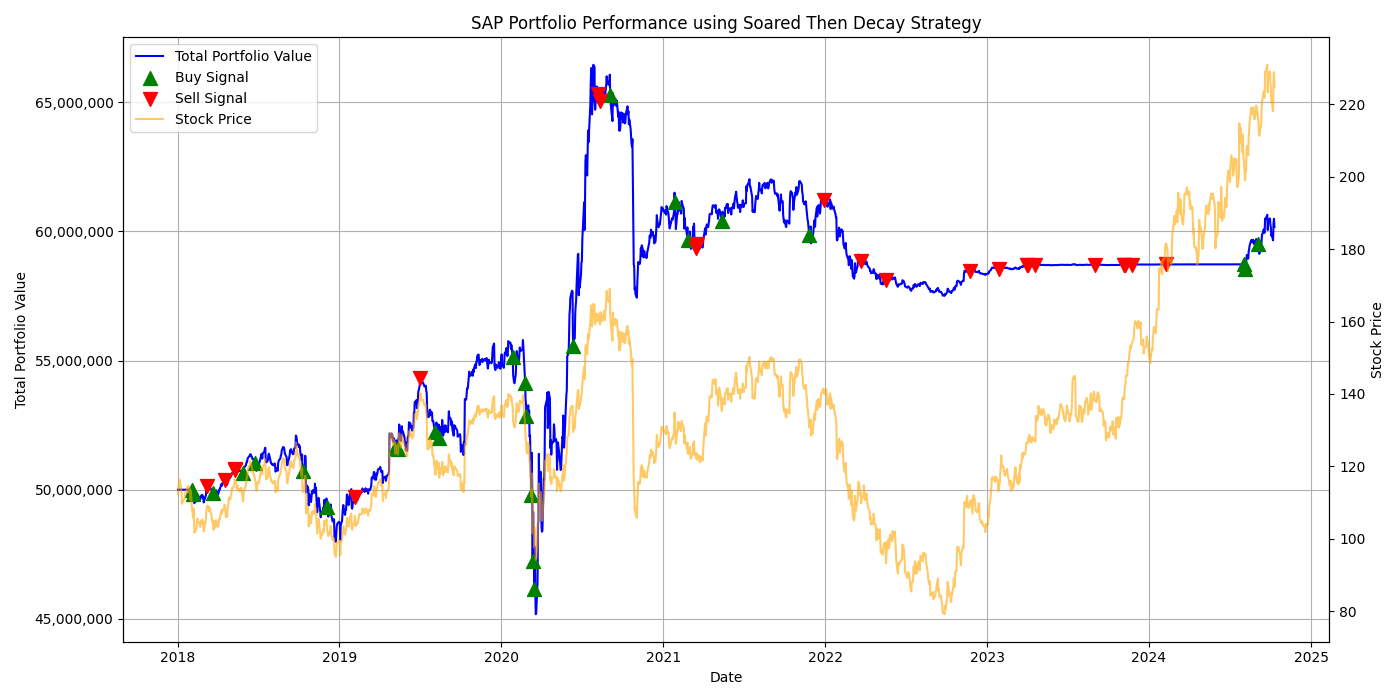 SAP Portfolio Performance using Soared Then Decay Strategy
Total Portfolio Value
Buy Signal
Sell Signal
Stock Price
65,000,000
60,000,000
55,000,000
50,000,000
45,000,000
Total Portfolio Value
220
200
180
160
140
120
100
80
Stock Price
2018
2019
2020
2021
2022
2023
2024
2025
Date